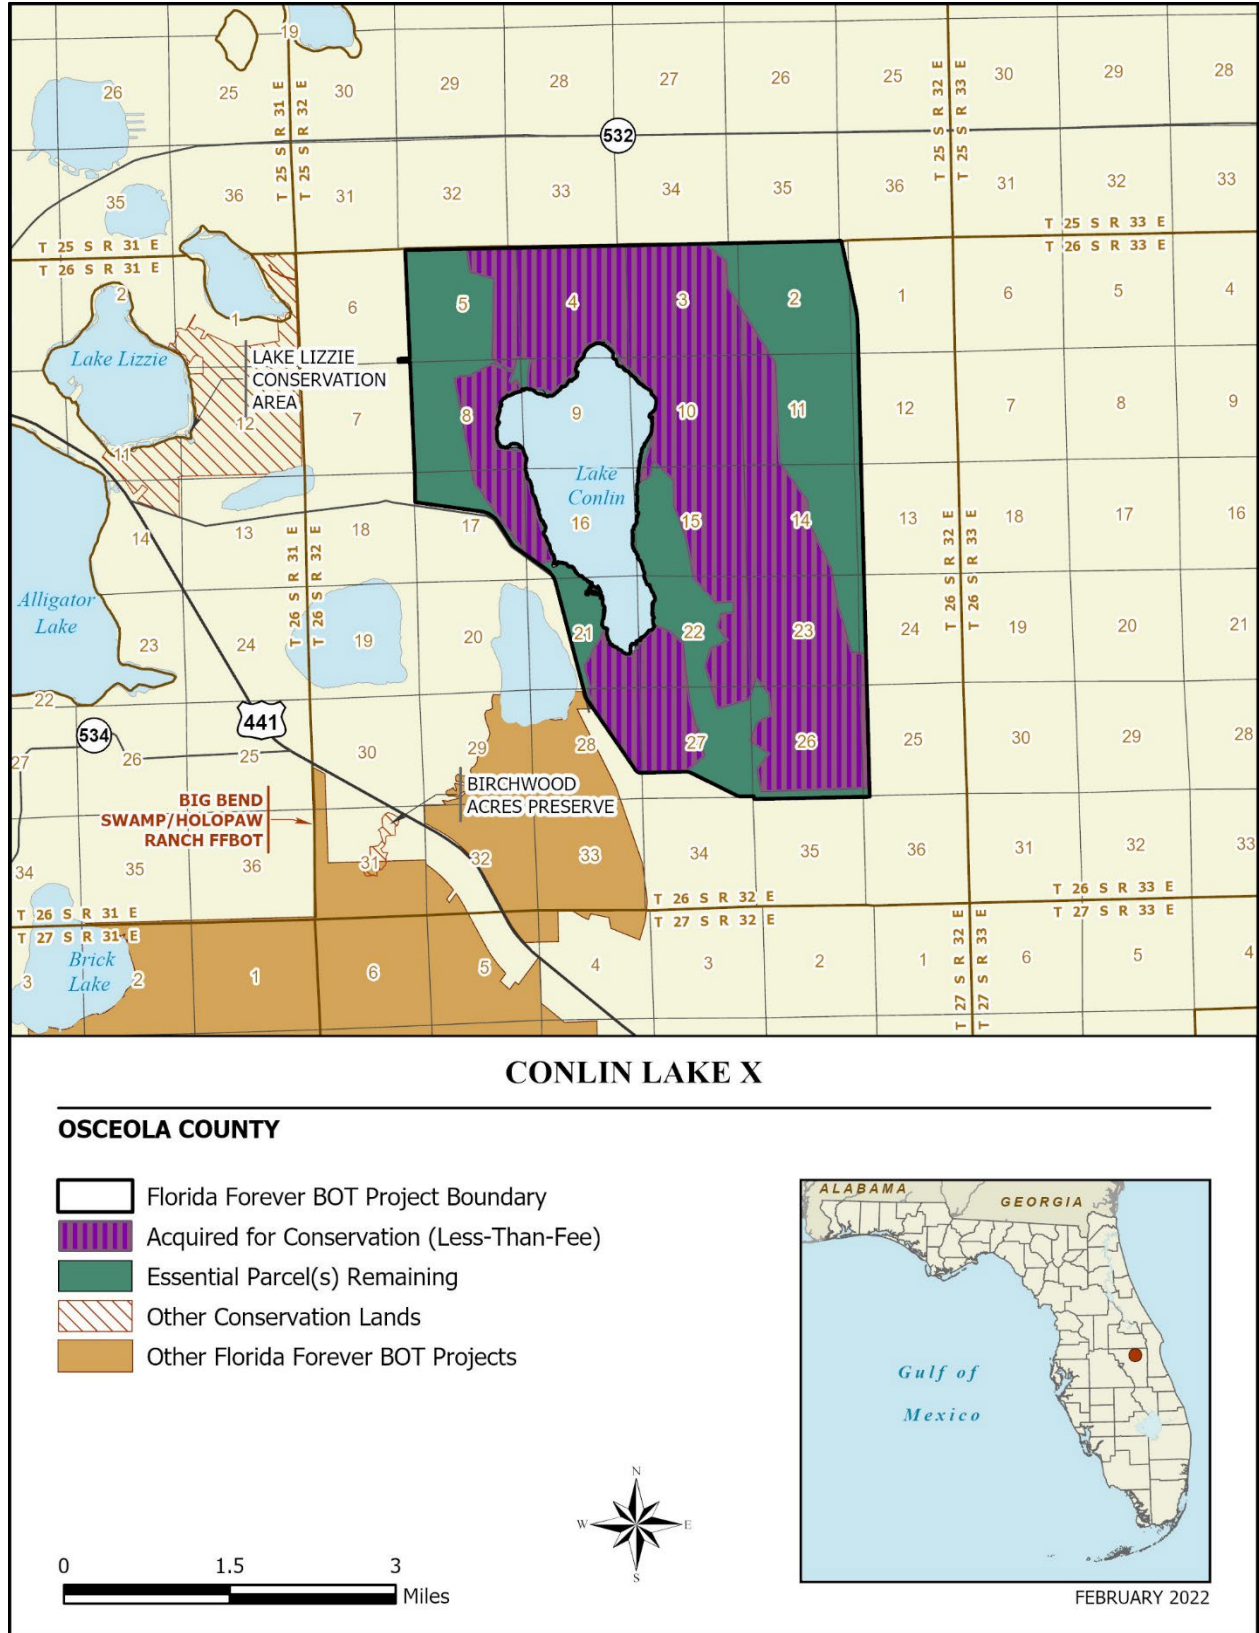 19
26
25
30
29
28
27
26
25
30
29
28
T 25 S R 31 E
T 25 S R 32 E
T 25 S R 32 E
T 25 S R 33 E
532
35
36
31
32
33
34
35
36
31
32
33
T 25 S R 31 E
T 26 S R 31 E
T 25 S R 33 E
T 26 S R 33 E
2
1
6
5
4
3
2
1
6
5
4
Lake Lizzie
LAKE LIZZIE
CONSERVATION
AREA
11
12
7
8
9
10
11
12
7
8
9
Lake
Conlin
14
13
18
17
16
15
14
13
18
17
16
T 26 S R 31 E
T 26 S R 32 E
T 26 S R 32 E
T 26 S R 33 E
Alligator
Lake
23
24
19
20
21
22
23
24
19
20
21
22
534
441
27
26
25
30
29
28
27
26
25
30
29
28
BIG BEND
SWAMP/HOLOPAW
RANCH FFBOT
BIRCHWOOD
ACRES PRESERVE
34
35
36
31
32
33
34
35
36
31
32
33
T 26 S R 31 E
T 27 S R 31 E
T 26 S R 32 E
T 27 S R 32 E
T 26 S R 33 E
T 27 S R 33 E
T 27 S R 32 E
T 27 S R 33 E
Brick
Lake
3
2
1
6
5
4
3
2
1
6
5
4
CONLIN LAKE X
OSCEOLA COUNTY
Florida Forever BOT Project Boundary
Acquired for Conservation (Less-Than-Fee)
Essential Parcel(s) Remaining
Other Conservation Lands
Other Florida Forever BOT Projects
ALABAMA
GEORGIA
Gulf of
Mexico
N
W E
S
0 1.5 3
Miles
FEBRUARY 2022